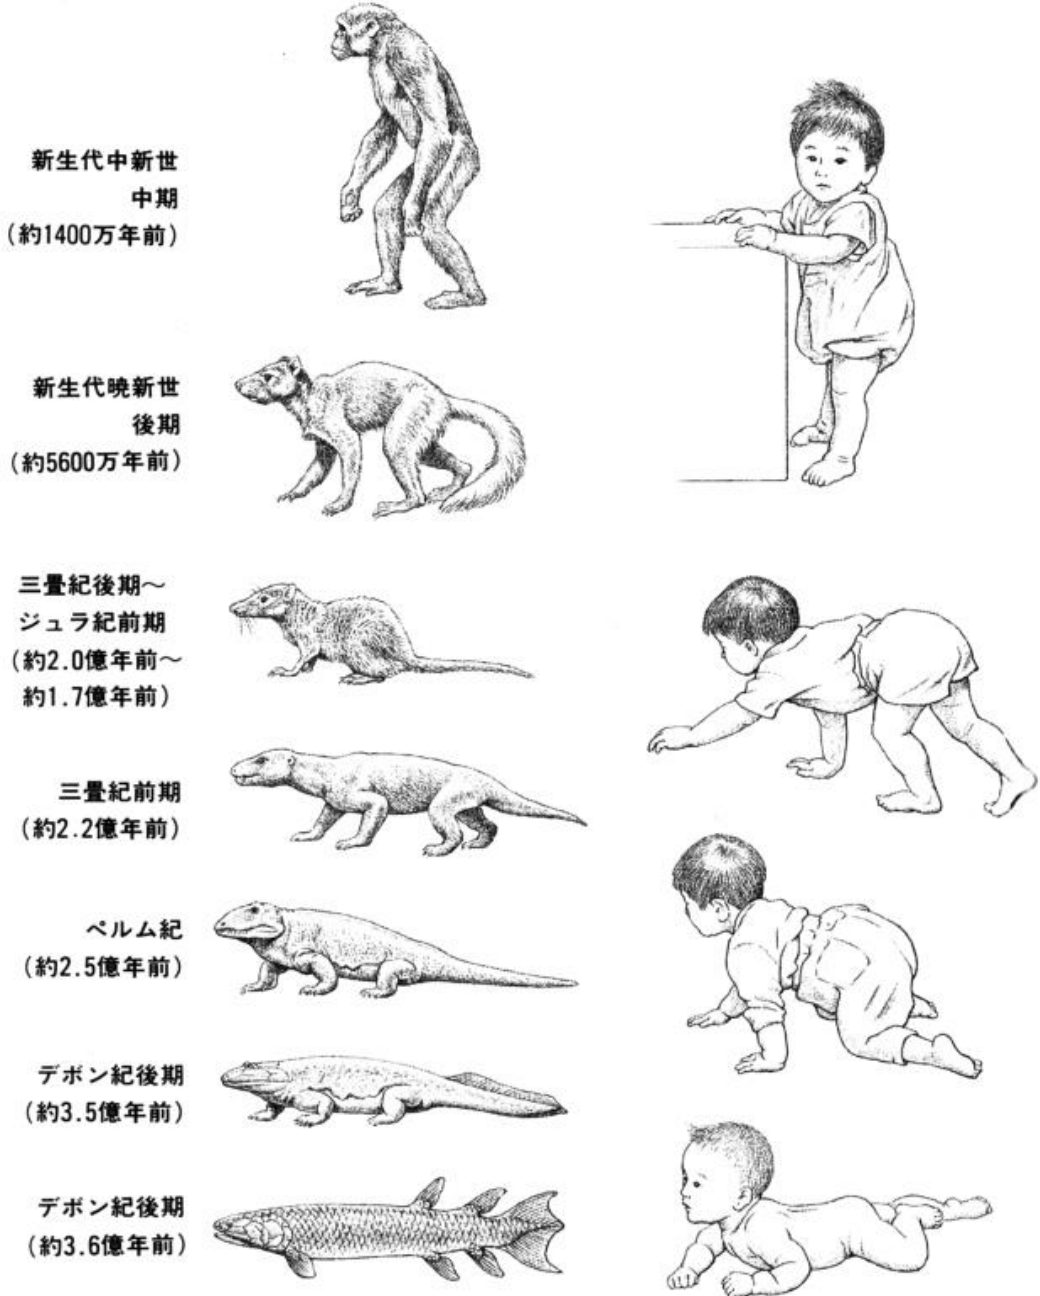 新生代中新世
中期
(約1400万年前)
新生代暁新世
後期
(約5600万年前)
三畳紀後期～
ジュラ紀前期
(約2.0億年前～
約1.7億年前)
三畳紀前期
(約2.2億年前)
ペルム紀
(約2.5億年前)
デボン紀後期
(約3.5億年前)
デボン紀後期
(約3.6億年前)